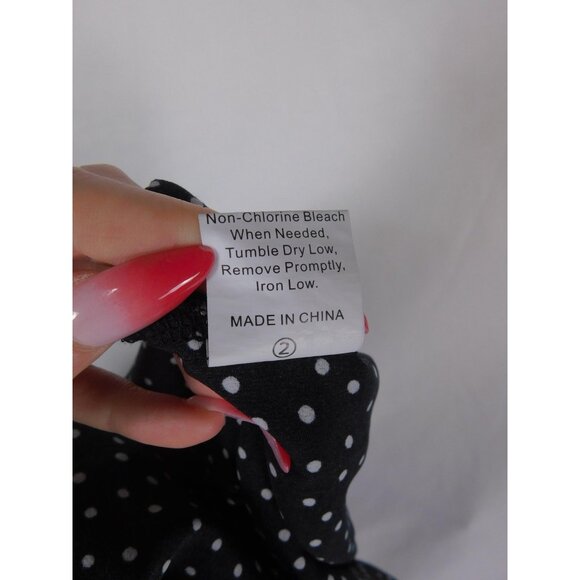 Non-Chlorine Bleach
When Needed,
Tumble Dry Low,
Remove Promptly,
Iron Low.
MADE IN CHINA
②